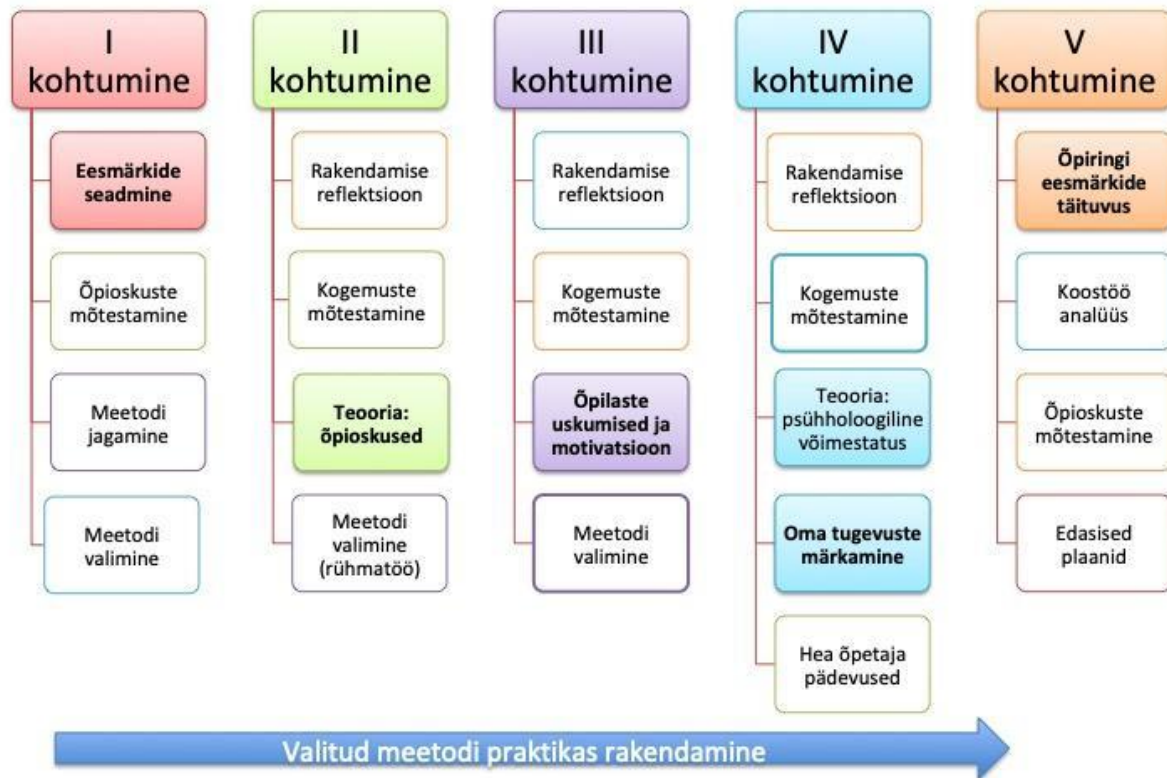 I
kohtumine
Eesmärkide
seadmine
Õpioskuste
mõtestamine
Meetodi
jagamine
Meetodi
valimine
II
kohtumine
Rakendamise
reflektsioon
Kogemuste
mõtestamine
Teooria:
õpioskused
Meetodi
valimine
(rühmatöö)
III
kohtumine
Rakendamise
reflektsioon
Kogemuste
mõtestamine
Õpilaste
uskumised ja
motivatsioon
Meetodi
valimine
IV
kohtumine
Rakendamise
reflektsioon
Kogemuste
mõtestamine
Teooria:
psühholoogiline
võimestatus
Oma tugevuste
märkamine
Hea õpetaja
pädevused
V
kohtumine
Õpiringi
eesmärkide
täituvus
Koostöö
analüüs
Õpioskuste
mõtestamine
Edasised
plaanid
Valitud meetodi praktikas rakendamine